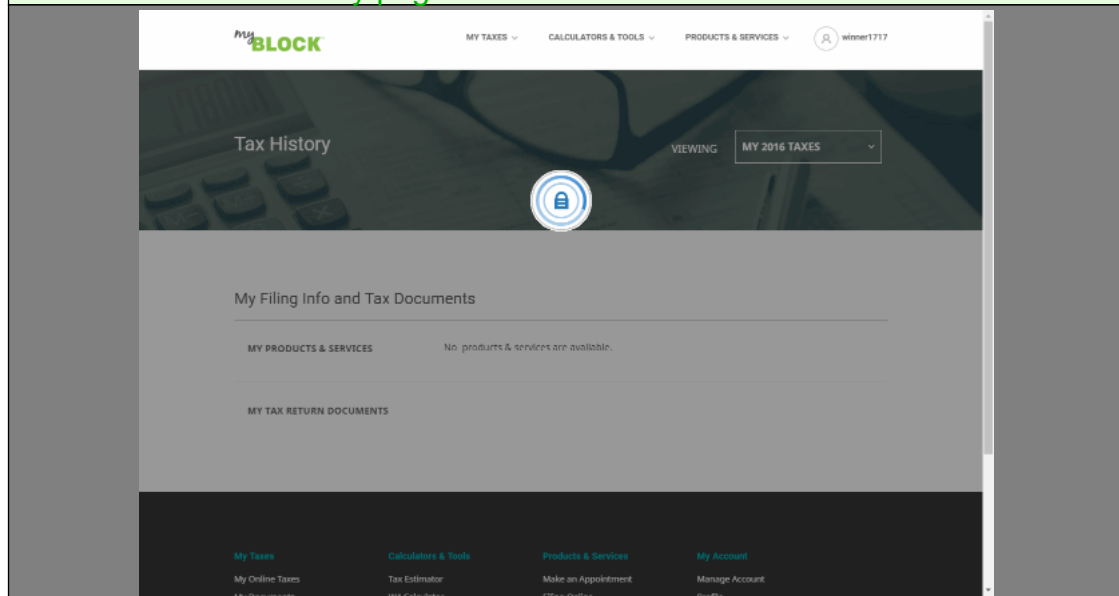 my BLOCK MY TAXES CALCULATORS & TOOLS PRODUCTS & SERVICES winner1717
Tax History
VIEWING MY 2016 TAXES
My Filing Info and Tax Documents
MY PRODUCTS & SERVICES No products & services are available.
MY TAX RETURN DOCUMENTS
My Taxes Calculators & Tools Products & Services My Account
My Online Taxes Tax Estimator Make an Appointment Manage Account